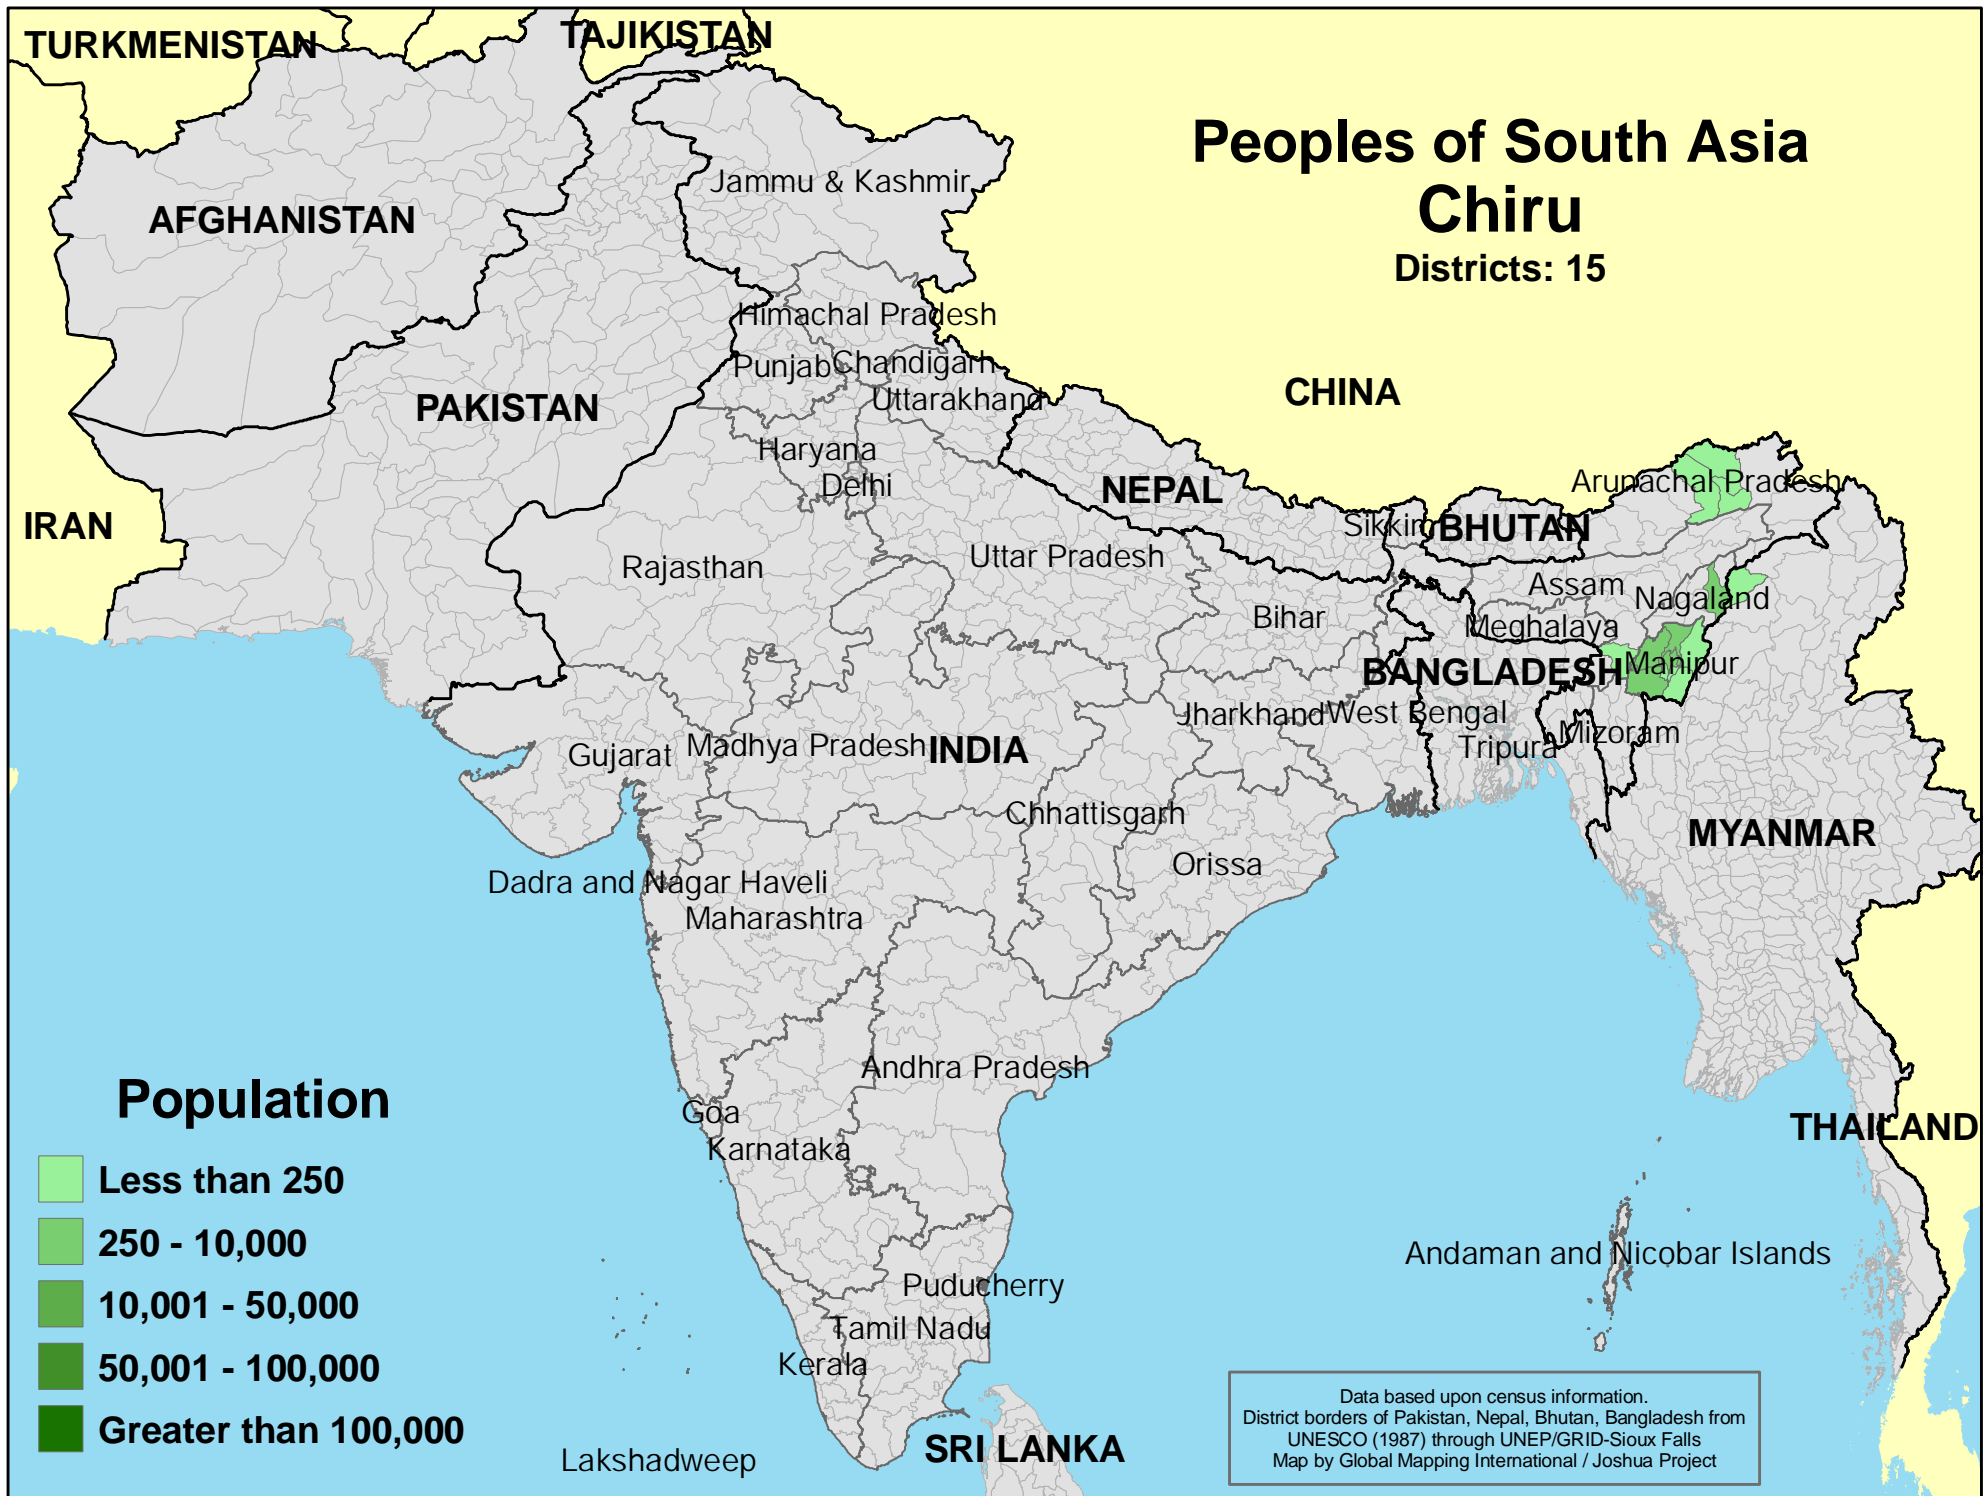 TURKMENISTAN
TAJIKISTAN
Peoples of South Asia
Chiru
Districts: 15
Jammu & Kashmir
AFGHANISTAN
Himachal Pradesh
Punjab
Chandigarh
Uttarakhand
CHINA
PAKISTAN
Haryana
Delhi
NEPAL
Arunachal Pradesh
IRAN
Sikkim
BHUTAN
Rajasthan
Uttar Pradesh
Assam
Nagaland
Bihar
Meghalaya
BANGLADESH
Manipur
Jharkhand
West Bengal
Gujarat
Madhya Pradesh
INDIA
Tripura
Mizoram
Chhattisgarh
MYANMAR
Orissa
Dadra and Nagar Haveli
Maharashtra
Andhra Pradesh
Goa
Karnataka
THAILAND
Population
Less than 250
250 - 10,000
10,001 - 50,000
50,001 - 100,000
Greater than 100,000
Andaman and Nicobar Islands
Puducherry
Tamil Nadu
Kerala
Lakshadweep
SRI LANKA
Data based upon census information.
District borders of Pakistan, Nepal, Bhutan, Bangladesh from
UNESCO (1987) through UNEP/GRID-Sioux Falls
Map by Global Mapping International / Joshua Project